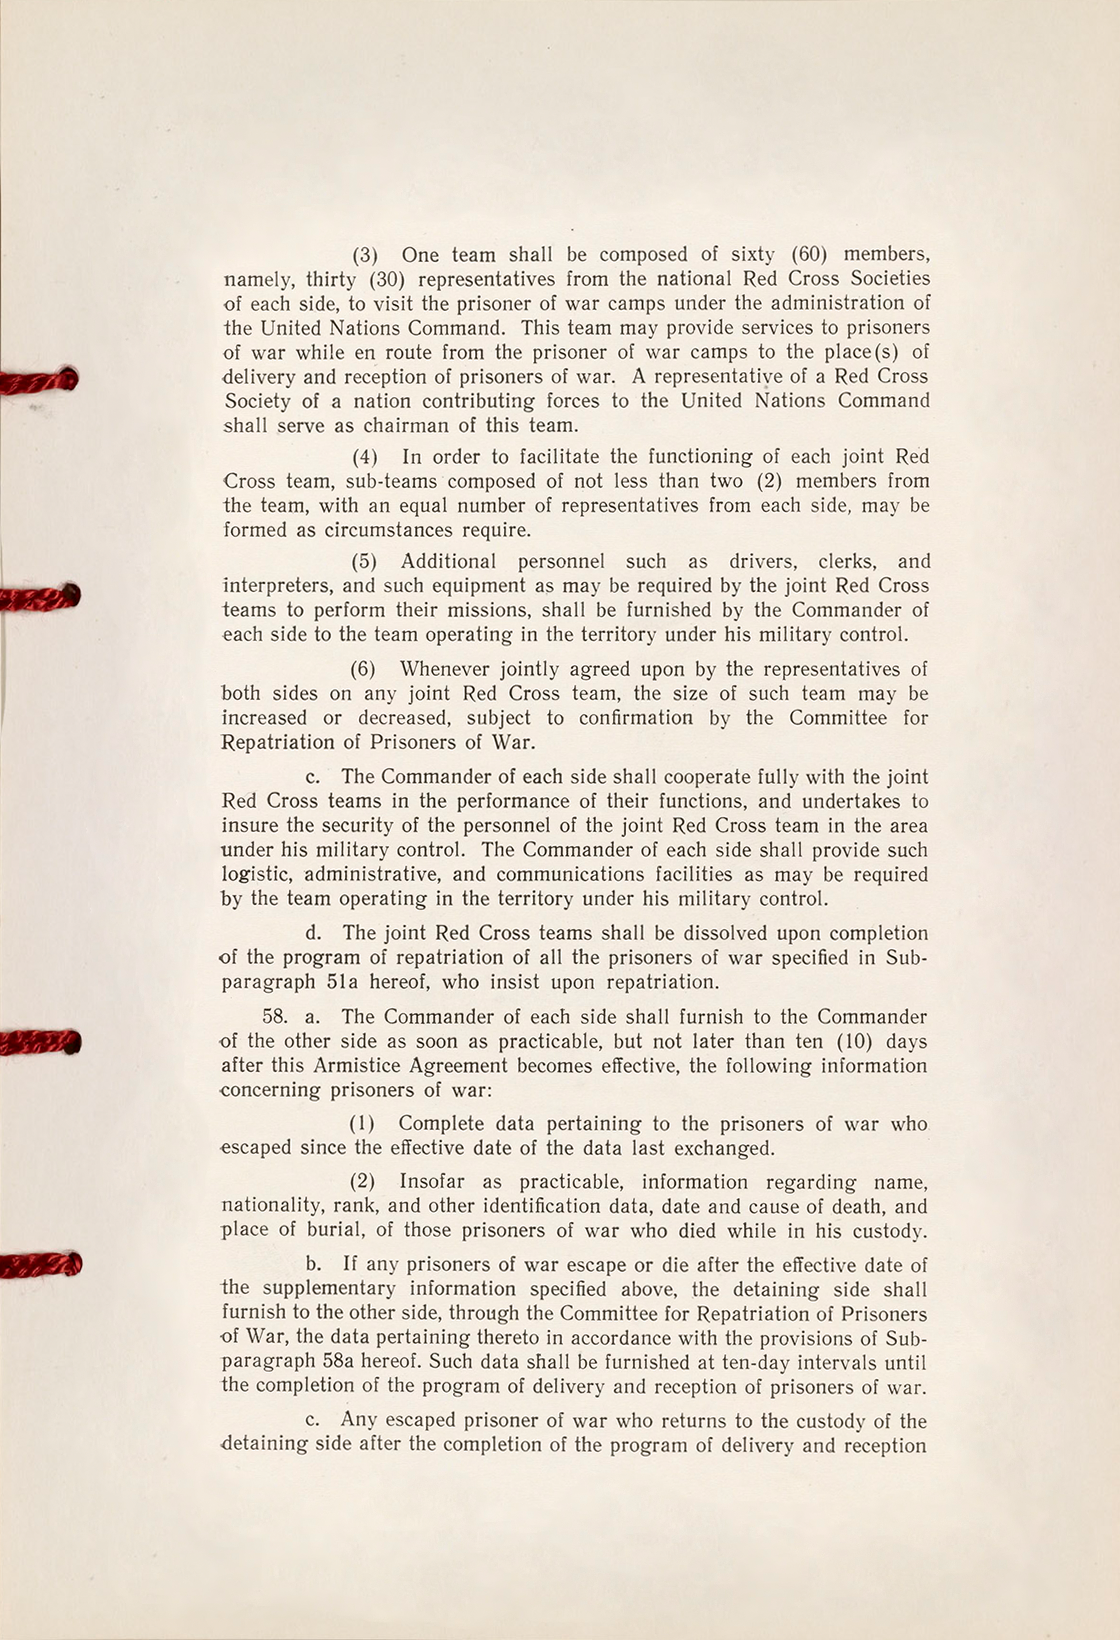 (3) One team shall be composed of sixty (60) members,
namely, thirty (30) representatives from the national Red Cross Societies
of each side, to visit the prisoner of war camps under the administration of
the United Nations Command. This team may provide services to prisoners
of war while en route from the prisoner of war camps to the place(s) of
delivery and reception of prisoners of war. A representative of a Red Cross
Society of a nation contributing forces to the United Nations Command
shall serve as chairman of this team.
(4) In order to facilitate the functioning of each joint Red
Cross team, sub-teams composed of not less than two (2) members from
the team, with an equal number of representatives from each side, may be
formed as circumstances require.
(5) Additional personnel such as drivers, clerks, and
interpreters, and such equipment as may be required by the joint Red Cross
teams to perform their missions, shall be furnished by the Commander of
each side to the team operating in the territory under his military control.
(6) Whenever jointly agreed upon by the representatives of
both sides on any joint Red Cross team, the size of such team may be
increased or decreased, subject to confirmation by the Committee for
Repatriation of Prisoners of War.
c. The Commander of each side shall cooperate fully with the joint
Red Cross teams in the performance of their functions, and undertakes to
insure the security of the personnel of the joint Red Cross team in the area
under his military control. The Commander of each side shall provide such
logistic, administrative, and communications facilities as may be required
by the team operating in the territory under his military control.
d. The joint Red Cross teams shall be dissolved upon completion
of the program of repatriation of all the prisoners of war specified in Sub-
paragraph 51a hereof, who insist upon repatriation.
58. a. The Commander of each side shall furnish to the Commander
of the other side as soon as practicable, but not later than ten (10) days
after this Armistice Agreement becomes effective, the following information
concerning prisoners of war:
(1) Complete data pertaining to the prisoners of war who
escaped since the effective date of the data last exchanged.
(2) Insofar as practicable, information regarding name,
nationality, rank, and other identification data, date and cause of death, and
place of burial, of those prisoners of war who died while in his custody.
b. If any prisoners of war escape or die after the effective date of
the supplementary information specified above, the detaining side shall
furnish to the other side, through the Committee for Repatriation of Prisoners
of War, the data pertaining thereto in accordance with the provisions of Sub-
paragraph 58a hereof. Such data shall be furnished at ten-day intervals until
the completion of the program of delivery and reception of prisoners of war.
c. Any escaped prisoner of war who returns to the custody of the
detaining side after the completion of the program of delivery and reception